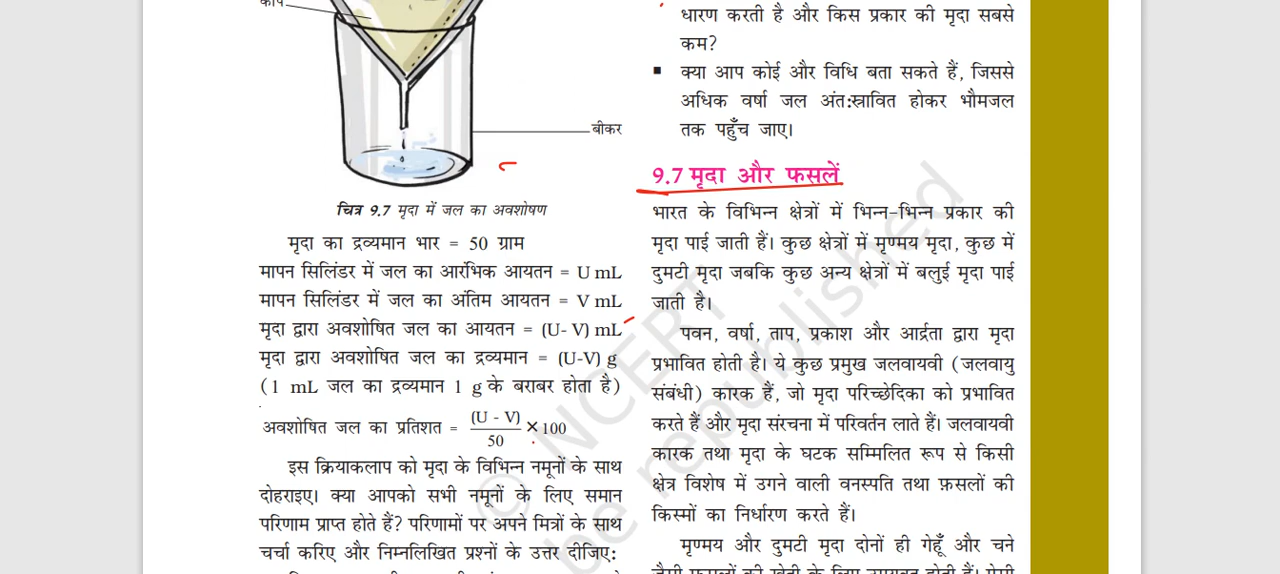 बीकर
चित्र 9.7 मृदा में जल का अवशोषण
मृदा का द्रव्यमान भार = 50 ग्राम
मापन सिलिंडर में जल का आरंभिक आयतन = U mL
मापन सिलिंडर में जल का अंतिम आयतन = V mL
मृदा द्वारा अवशोषित जल का आयतन = (U- V) mL
मृदा द्वारा अवशोषित जल का द्रव्यमान = (U-V) g
(1 mL जल का द्रव्यमान 1 g के बराबर होता है)
अवशोषित जल का प्रतिशत = (U - V)/50 × 100
इस क्रियाकलाप को मृदा के विभिन्न नमूनों के साथ
दोहराइए। क्या आपको सभी नमूनों के लिए समान
परिणाम प्राप्त होते हैं? परिणामों पर अपने मित्रों के साथ
चर्चा करिए और निम्नलिखित प्रश्नों के उत्तर दीजिए:
धारण करती है और किस प्रकार की मृदा सबसे
कम?
▪ क्या आप कोई और विधि बता सकते हैं, जिससे
अधिक वर्षा जल अंत:स्त्रावित होकर भौमजल
तक पहुँच जाए।
9.7 मृदा और फसलें
भारत के विभिन्न क्षेत्रों में भिन्न-भिन्न प्रकार की
मृदा पाई जाती हैं। कुछ क्षेत्रों में मृण्मय मृदा, कुछ में
दुमटी मृदा जबकि कुछ अन्य क्षेत्रों में बलुई मृदा पाई
जाती है।
पवन, वर्षा, ताप, प्रकाश और आर्द्रता द्वारा मृदा
प्रभावित होती है। ये कुछ प्रमुख जलवायवी (जलवायु
संबंधी) कारक हैं, जो मृदा परिच्छेदिका को प्रभावित
करते हैं और मृदा संरचना में परिवर्तन लाते हैं। जलवायवी
कारक तथा मृदा के घटक सम्मिलित रूप से किसी
क्षेत्र विशेष में उगने वाली वनस्पति तथा फ़सलों की
किस्मों का निर्धारण करते हैं।
मृण्मय और दुमटी मृदा दोनों ही गेहूँ और चने
© NCERT
be republished